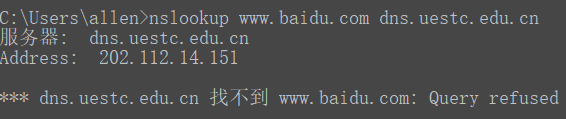 C:\Users\allen>nslookup www.baidu.com dns.uestc.edu.cn
服务器:  dns.uestc.edu.cn
Address:  202.112.14.151
*** dns.uestc.edu.cn 找不到 www.baidu.com: Query refused